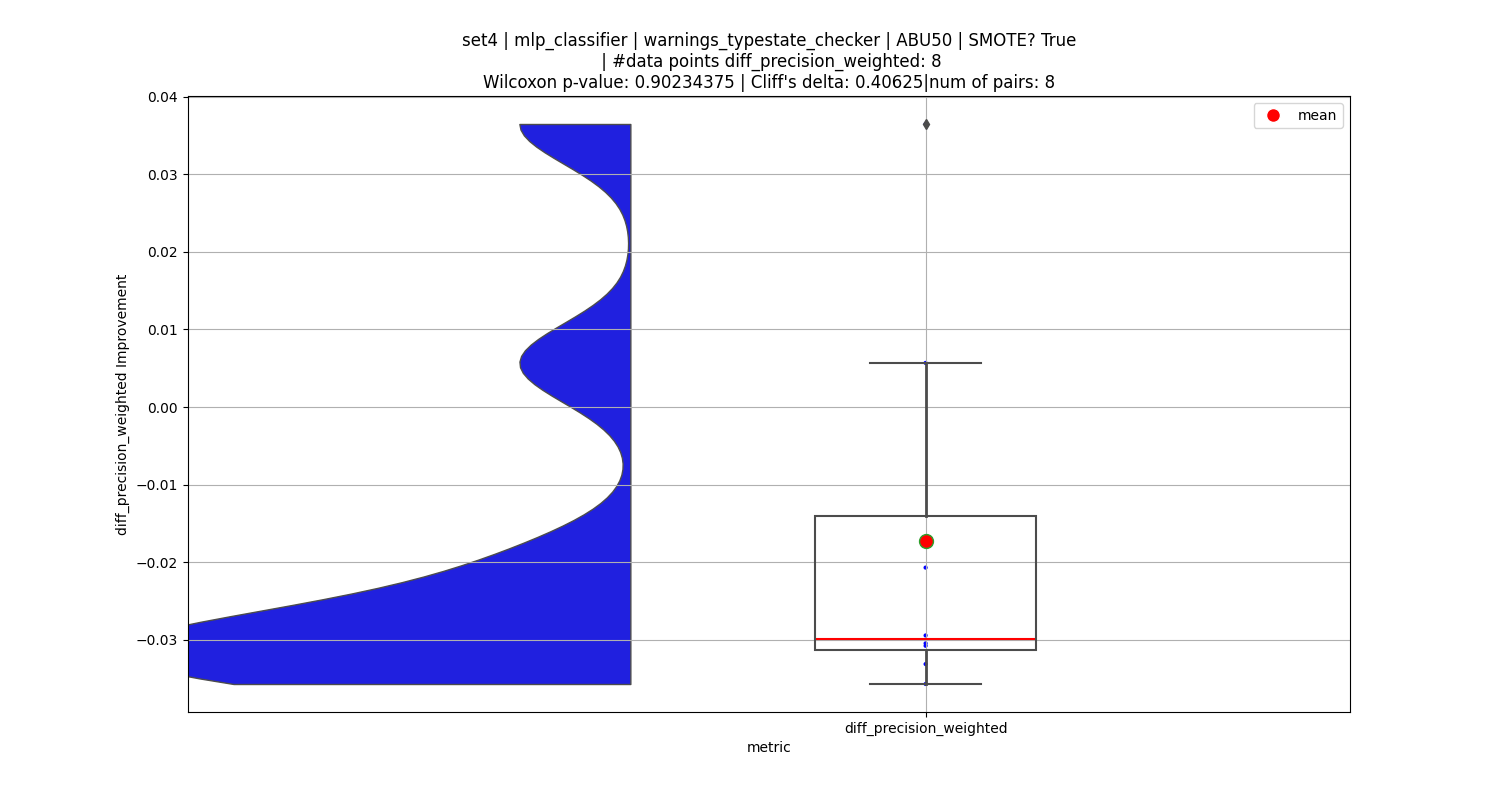 set4 | mlp_classifier | warnings_typestate_checker | ABU50 | SMOTE? True
| #data points diff_precision_weighted: 8
Wilcoxon p-value: 0.90234375 | Cliff's delta: 0.40625|num of pairs: 8
mean
0.04
0.03
0.02
0.01
0.00
−0.01
−0.02
−0.03
diff_precision_weighted Improvement
diff_precision_weighted
metric